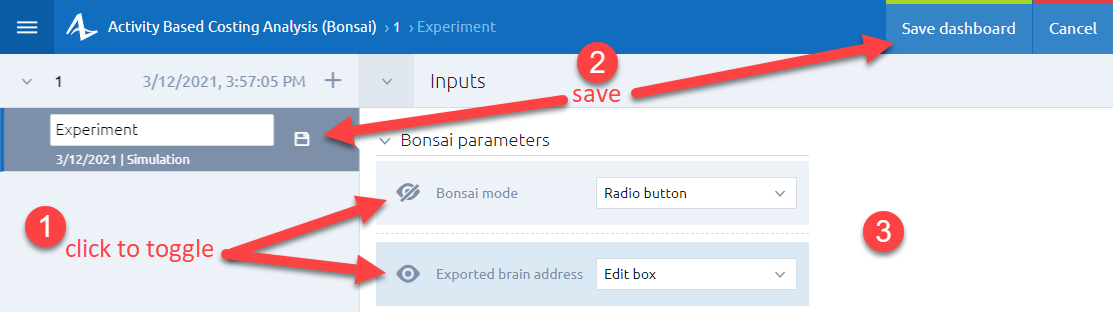 Activity Based Costing Analysis (Bonsai) › 1 › Experiment
Save dashboard
Cancel
1
3/12/2021, 3:57:05 PM
Inputs
2
save
Experiment
3/12/2021 | Simulation
Bonsai parameters
Bonsai mode
Radio button
1
click to toggle
3
Exported brain address
Edit box